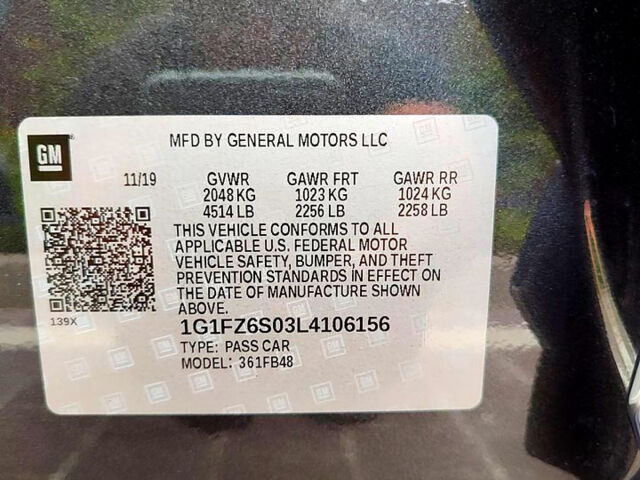 GM
MFD BY GENERAL MOTORS LLC
11/19 GVWR GAWR FRT GAWR RR
2048 KG 1023 KG 1024 KG
4514 LB 2256 LB 2258 LB
THIS VEHICLE CONFORMS TO ALL
APPLICABLE U.S. FEDERAL MOTOR
VEHICLE SAFETY, BUMPER, AND THEFT
PREVENTION STANDARDS IN EFFECT ON
THE DATE OF MANUFACTURE SHOWN
ABOVE.
139X
1G1FZ6S03L4106156
TYPE: PASS CAR
MODEL: 361FB48